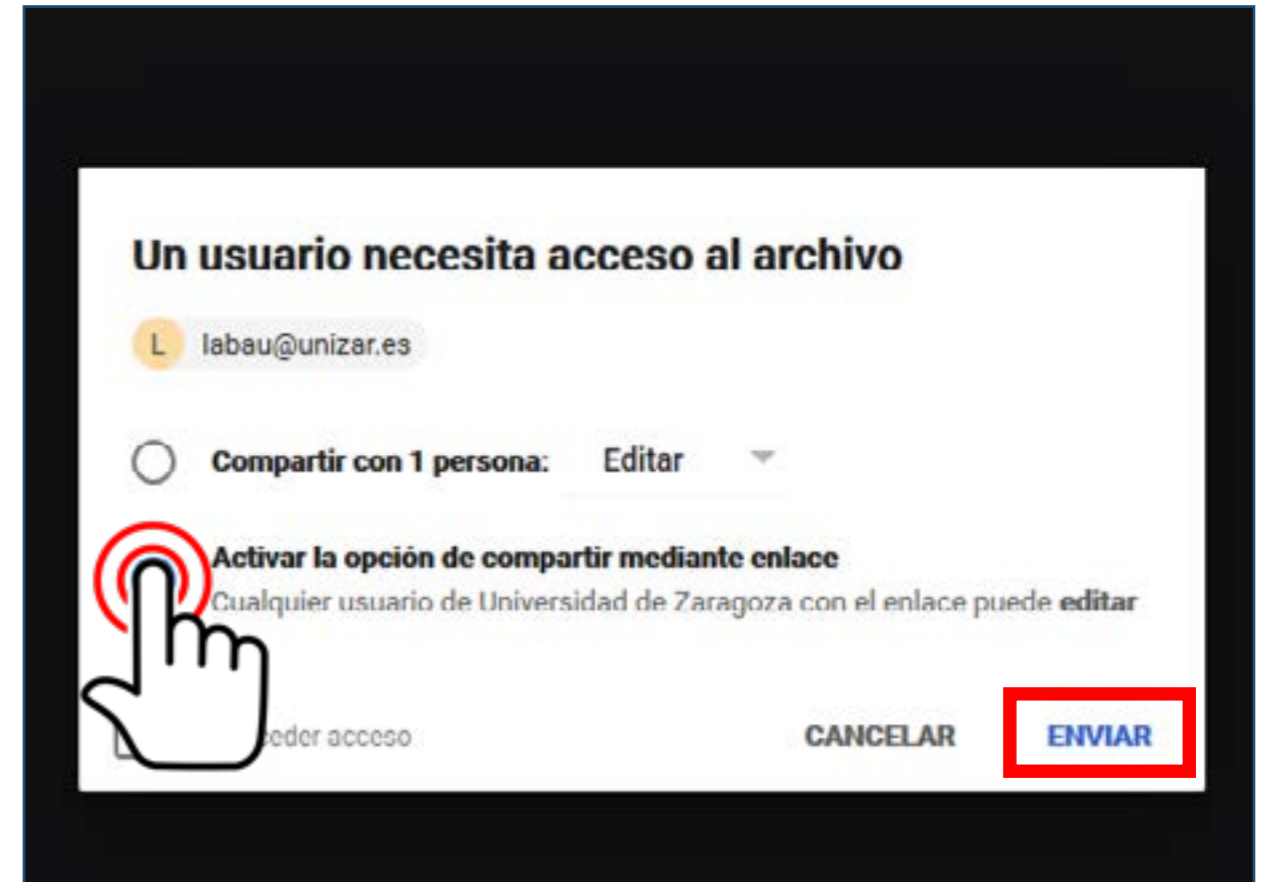 Un usuario necesita acceso al archivo
L labau@unizar.es
Compartir con 1 persona: Editar
Activar la opción de compartir mediante enlace
Cualquier usuario de Universidad de Zaragoza con el enlace puede editar
acceso CANCELAR ENVIAR